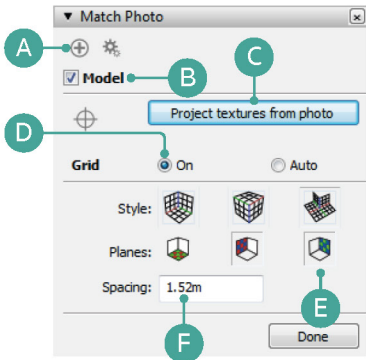 Match Photo
A
C
Model B
Project textures from photo
D
Grid On Auto
Style:
Planes:
Spacing: 1.52m
E
F
Done